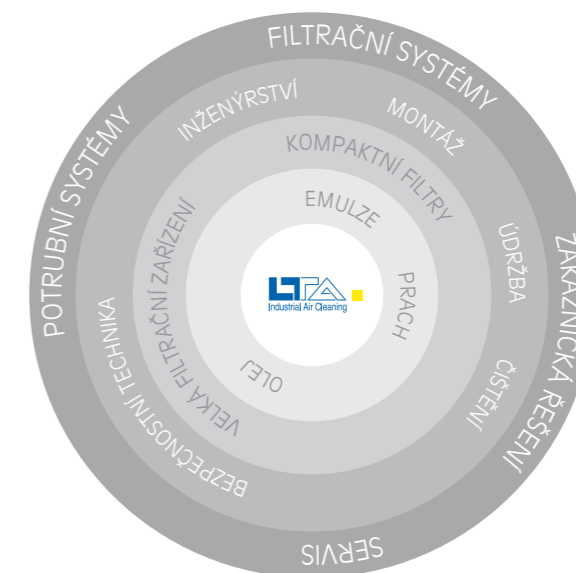 FILTRAČNÍ SYSTÉMY
ZÁKAZNICKÁ ŘEŠENÍ
SERVIS
POTRUBNÍ SYSTÉMY
INŽENÝRSTVÍ
MONTÁŽ
ÚDRŽBA
ČIŠTĚNÍ
BEZPEČNOSTNÍ TECHNIKA
KOMPAKTNÍ FILTRY
VELKÁ FILTRAČNÍ ZAŘÍZENÍ
EMULZE
PRACH
OLEJ
LTA
Industrial Air Cleaning